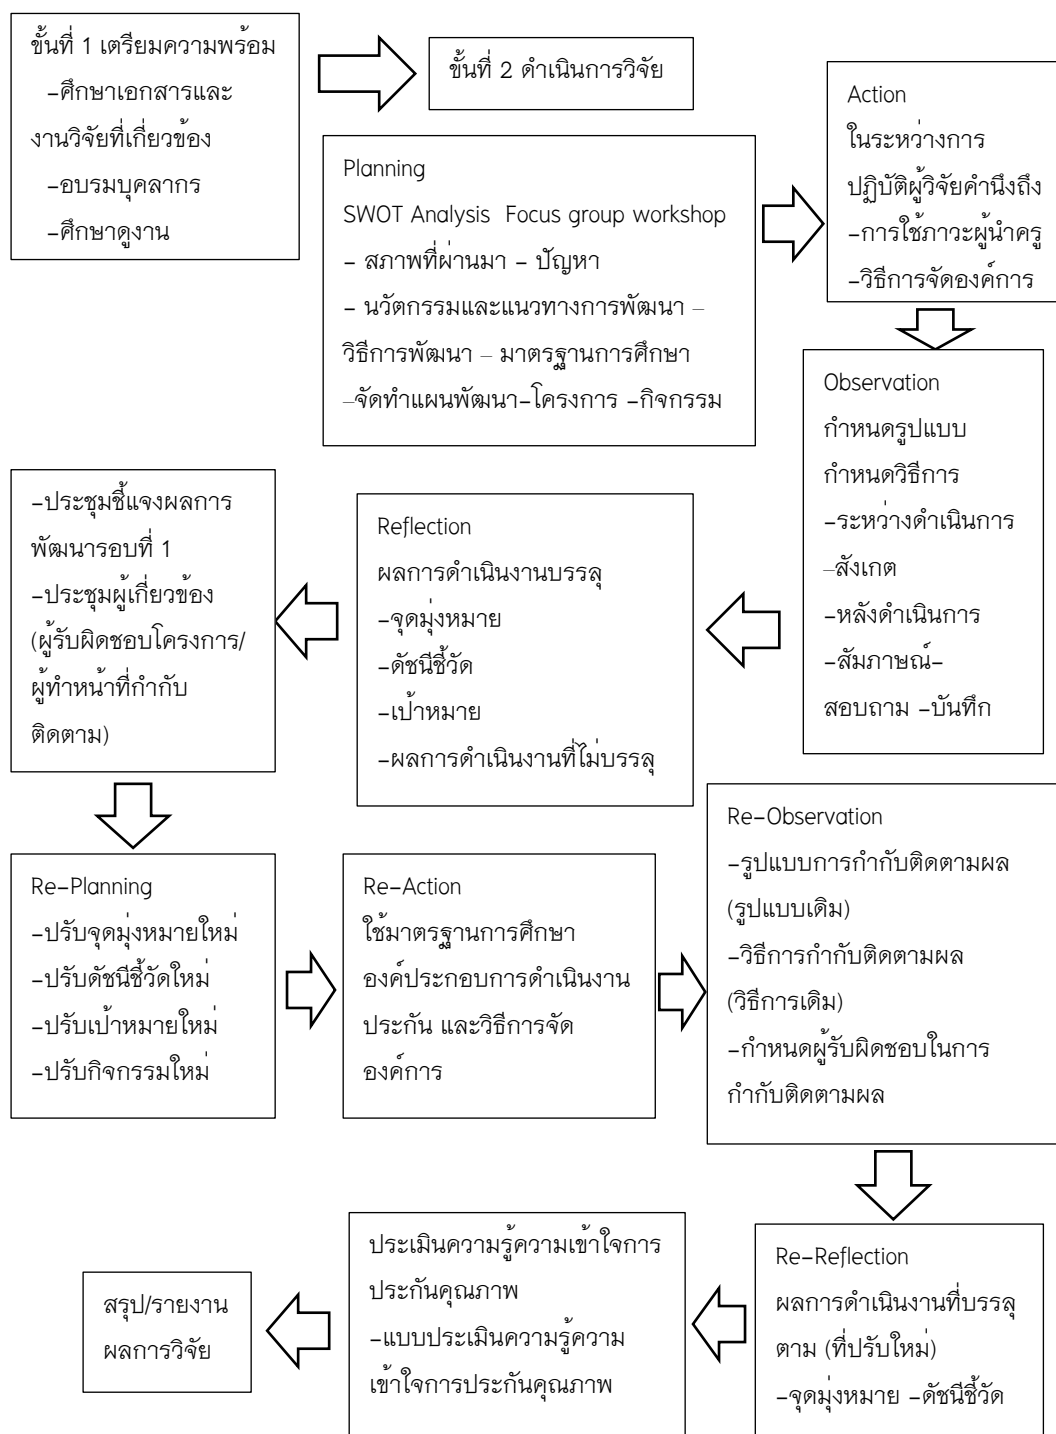 ขั้นที่ 1 เตรียมความพร้อม
-ศึกษาเอกสารและ
งานวิจัยที่เกี่ยวข้อง
-อบรมบุคลากร
-ศึกษาดูงาน
ขั้นที่ 2 ดำเนินการวิจัย
Planning
SWOT Analysis Focus group workshop
- สภาพที่ผ่านมา - ปัญหา
- นวัตกรรมและแนวทางการพัฒนา –
วิธีการพัฒนา – มาตรฐานการศึกษา
–จัดทำแผนพัฒนา-โครงการ -กิจกรรม
Action
ในระหว่างการ
ปฏิบัติผู้วิจัยคำนึงถึง
-การใช้ภาวะผู้นำครู
-วิธีการจัดองค์การ
Observation
กำหนดรูปแบบ
กำหนดวิธีการ
-ระหว่างดำเนินการ
–สังเกต
-หลังดำเนินการ
-สัมภาษณ์-
สอบถาม -บันทึก
Reflection
ผลการดำเนินงานบรรลุ
-จุดมุ่งหมาย
-ดัชนีชี้วัด
-เป้าหมาย
-ผลการดำเนินงานที่ไม่บรรลุ
-ประชุมชี้แจงผลการ
พัฒนารอบที่ 1
-ประชุมผู้เกี่ยวข้อง
(ผู้รับผิดชอบโครงการ/
ผู้ทำหน้าที่กำกับ
ติดตาม)
Re-Planning
-ปรับจุดมุ่งหมายใหม่
-ปรับดัชนีชี้วัดใหม่
-ปรับเป้าหมายใหม่
-ปรับกิจกรรมใหม่
Re-Action
ใช้มาตรฐานการศึกษา
องค์ประกอบการดำเนินงาน
ประกัน และวิธีการจัด
องค์การ
Re-Observation
-รูปแบบการกำกับติดตามผล
(รูปแบบเดิม)
-วิธีการกำกับติดตามผล
(วิธีการเดิม)
-กำหนดผู้รับผิดชอบในการ
กำกับติดตามผล
Re-Reflection
ผลการดำเนินงานที่บรรลุ
ตาม (ที่ปรับใหม่)
-จุดมุ่งหมาย -ดัชนีชี้วัด
ประเมินความรู้ความเข้าใจการ
ประกันคุณภาพ
-แบบประเมินความรู้ความ
เข้าใจการประกันคุณภาพ
สรุป/รายงาน
ผลการวิจัย